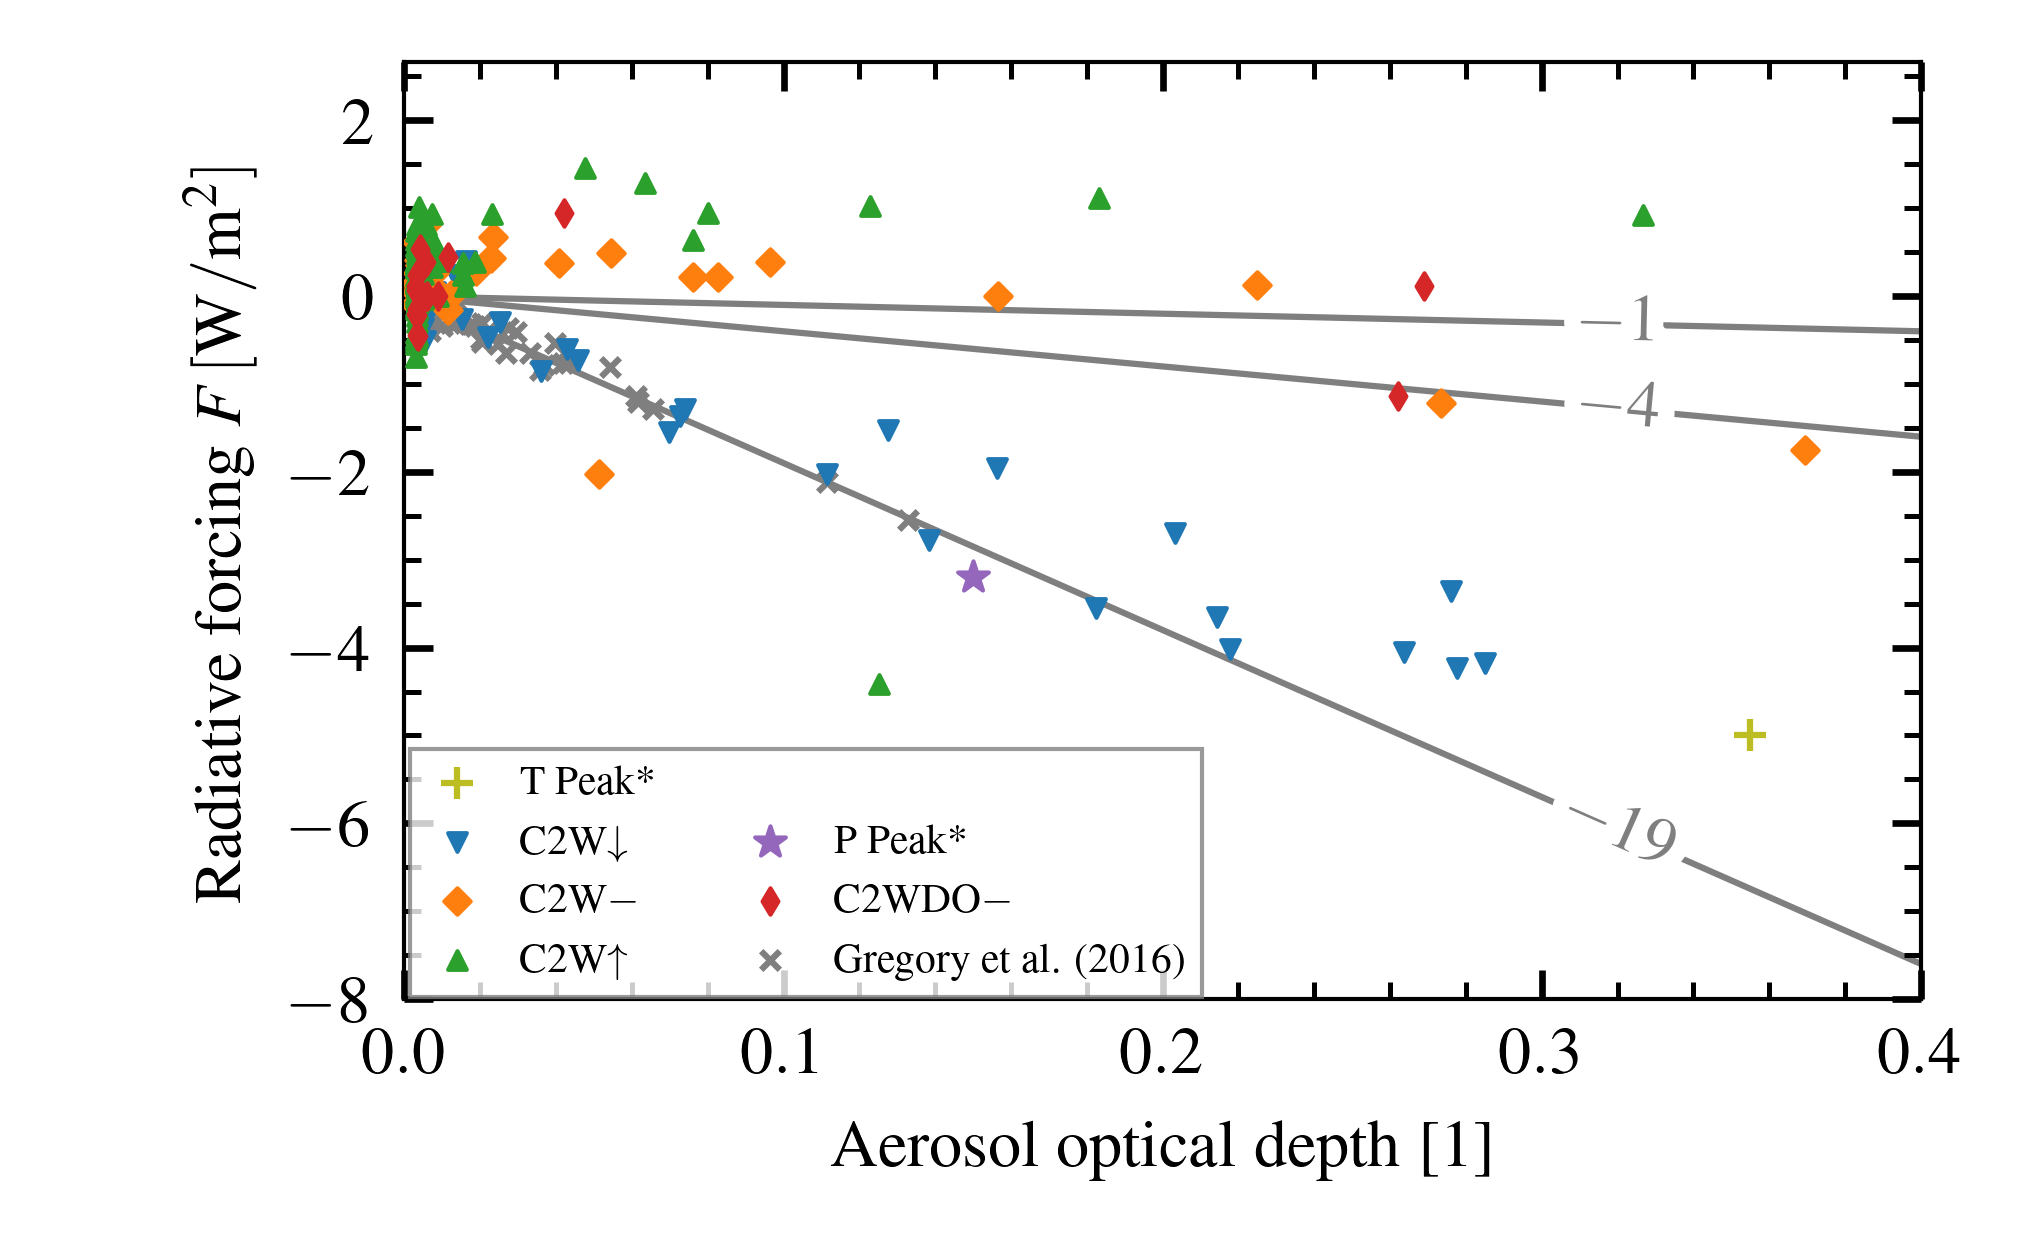 Radiative forcing F [W/m²]
2
0
−2
−4
−6
−8
−1
−4
−19
T Peak*
C2W↓
C2W−
C2W↑
P Peak*
C2WDO−
Gregory et al. (2016)
0.0 0.1 0.2 0.3 0.4
Aerosol optical depth [1]